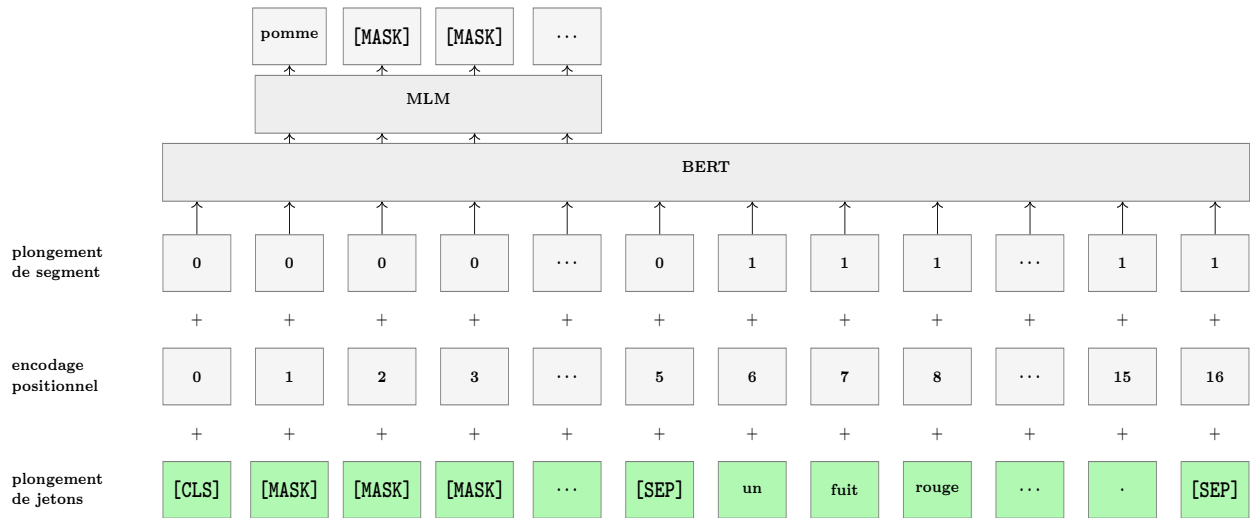 pomme [MASK] [MASK] ...
MLM
BERT
plongement
de segment
0 0 0 0 ... 0 1 1 1 ... 1 1
+ + + + + + + + + + + +
encodage
positionnel
0 1 2 3 ... 5 6 7 8 ... 15 16
+ + + + + + + + + + + +
plongement
de jetons
[CLS] [MASK] [MASK] [MASK] ... [SEP] un fuit rouge ... . [SEP]